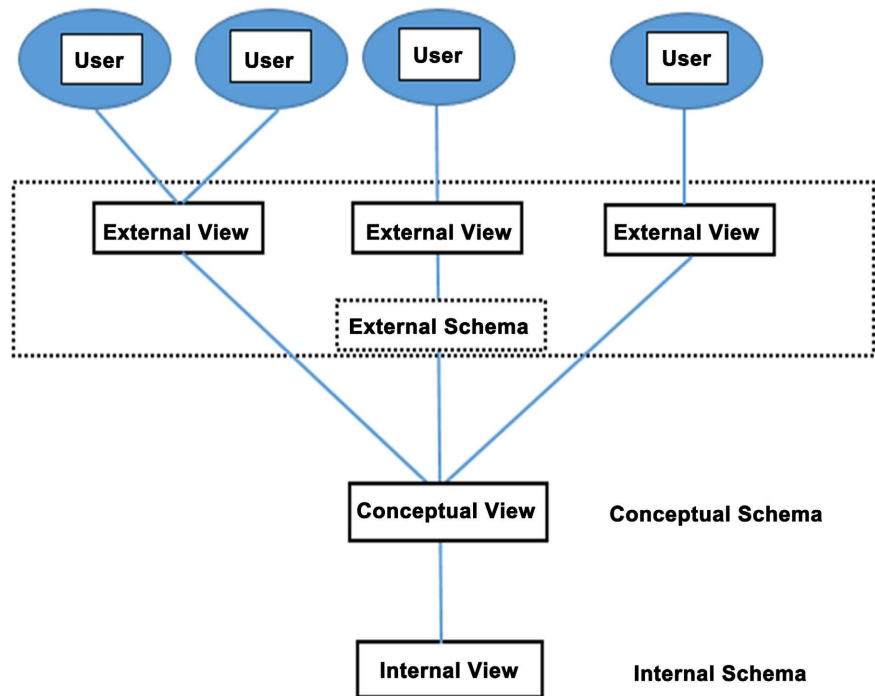 User
User
User
User
External View
External View
External View
External Schema
Conceptual View
Conceptual Schema
Internal View
Internal Schema